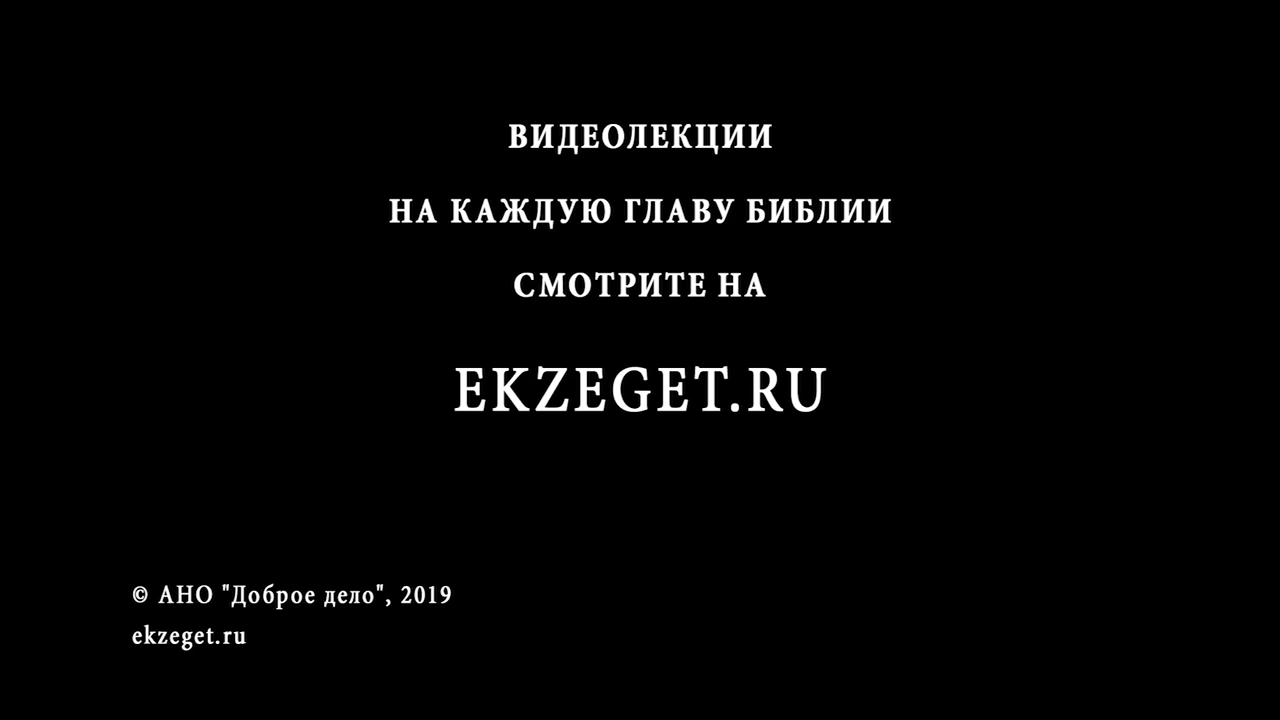 ВИДЕОЛЕКЦИИ
НА КАЖДУЮ ГЛАВУ БИБЛИИ
СМОТРИТЕ НА
EKZEGET.RU
© АНО "Доброе дело", 2019
ekzeget.ru